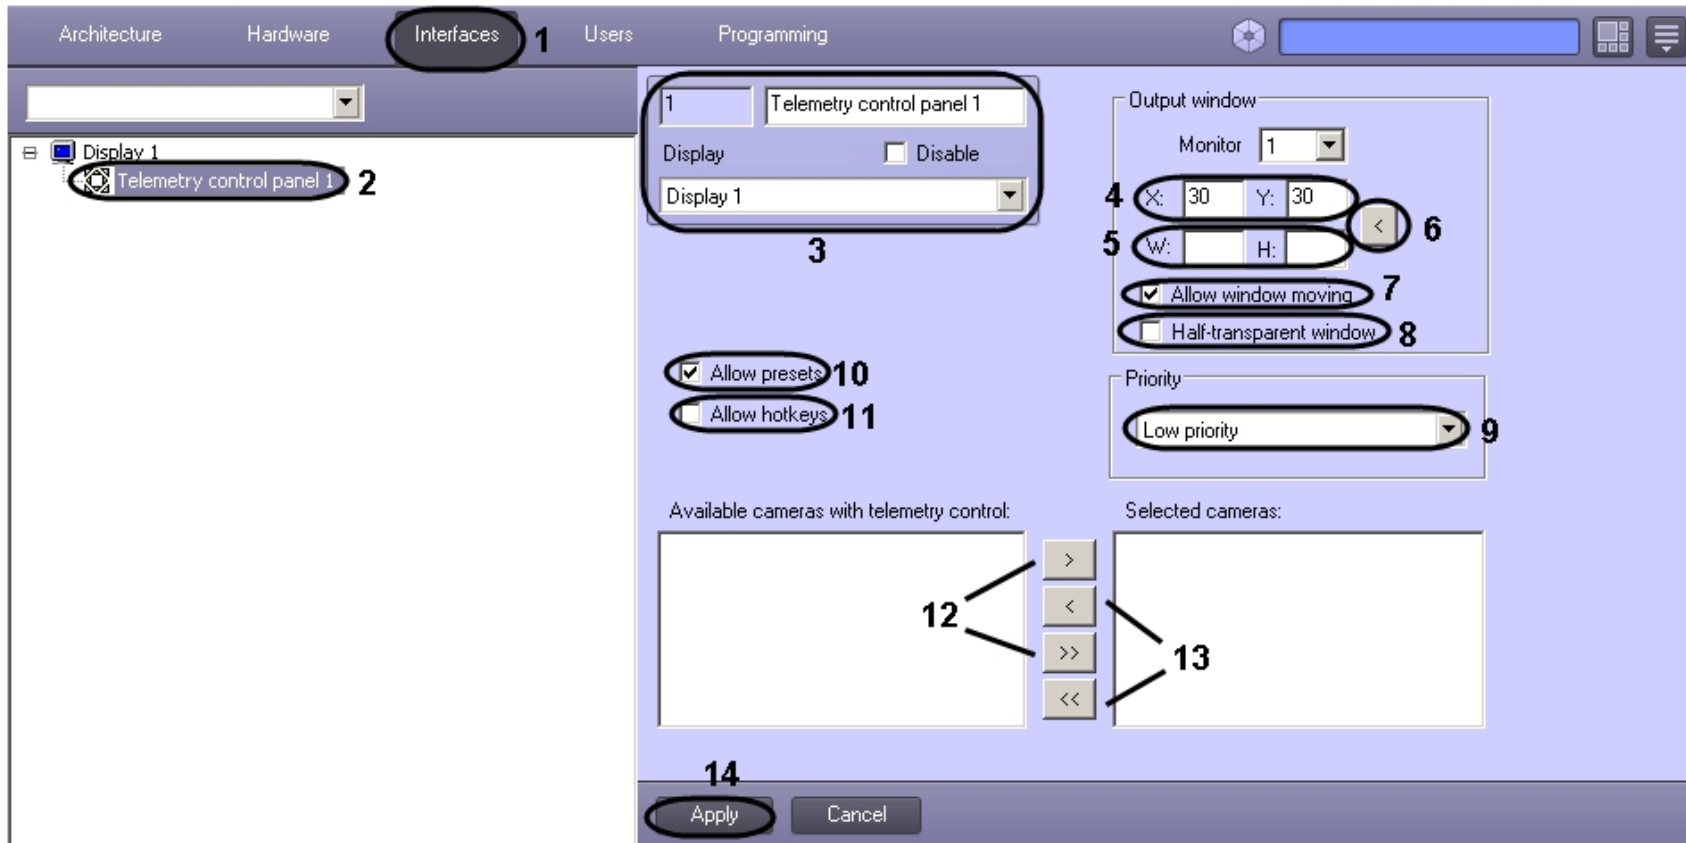 Architecture Hardware Interfaces 1 Users Programming
Display 1
Telemetry control panel 1 2
1 Telemetry control panel 1
Display Disable
Display 1
3
Output window
Monitor 1
4 X: 30 Y: 30
5 W: H: < 6
Allow window moving 7
Half-transparent window 8
Allow presets 10
Allow hotkeys 11
Priority
Low priority 9
Available cameras with telemetry control: Selected cameras:
>
<
>>
<<
12
13
14
Apply Cancel